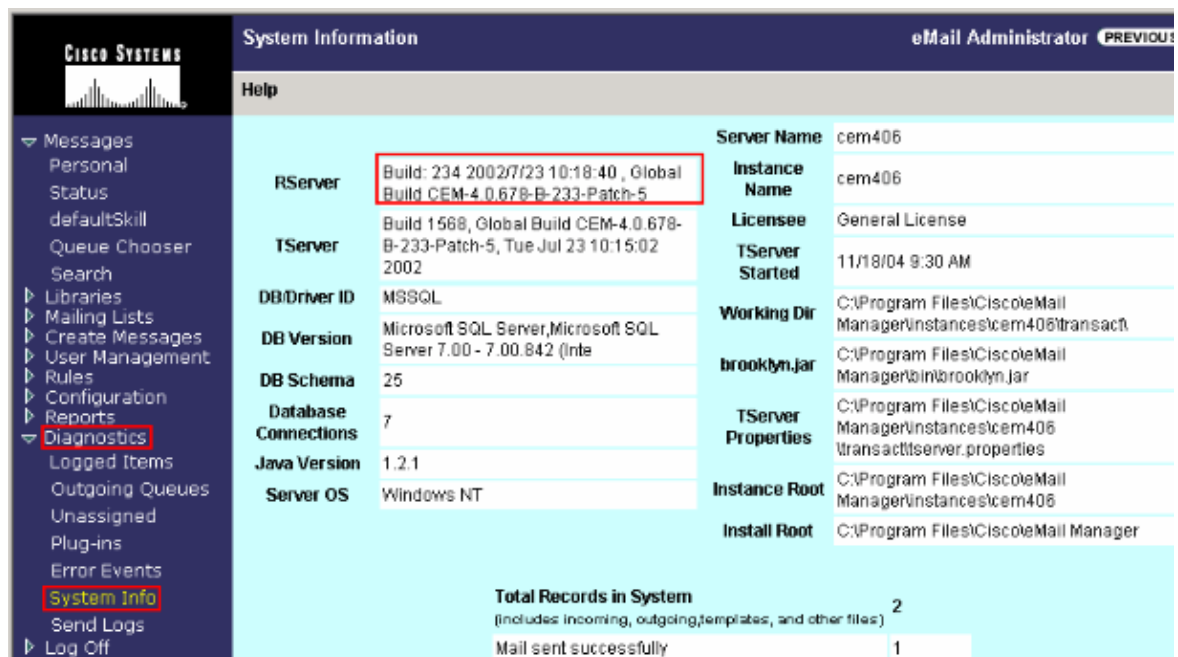 CISCO SYSTEMS
System Information
eMail Administrator PREVIOUS
Help
Messages
Personal
Status
defaultSkill
Queue Chooser
Search
Libraries
Mailing Lists
Create Messages
User Management
Rules
Configuration
Reports
Diagnostics
Logged Items
Outgoing Queues
Unassigned
Plug-ins
Error Events
System Info
Send Logs
Log Off
RServer
Build: 234 2002/7/23 10:18:40 , Global
Build CEM-4.0.678-B-233-Patch-5
TServer
Build 1568, Global Build CEM-4.0.678-
B-233-Patch-5, Tue Jul 23 10:15:02
2002
DB/Driver ID
MSSQL
DB Version
Microsoft SQL Server,Microsoft SQL
Server 7.00 - 7.00.842 (Inte
DB Schema
25
Database
Connections
7
Java Version
1.2.1
Server OS
Windows NT
Server Name
cem406
Instance
Name
cem406
Licensee
General License
TServer
Started
11/18/04 9:30 AM
Working Dir
C:\Program Files\Cisco\eMail
Manager\instances\cem406\transact\
brooklyn.jar
C:\Program Files\Cisco\eMail
Manager\bin\brooklyn.jar
TServer
Properties
C:\Program Files\Cisco\eMail
Manager\instances\cem406
\transact\tserver.properties
Instance Root
C:\Program Files\Cisco\eMail
Manager\instances\cem406
Install Root
C:\Program Files\Cisco\eMail Manager
Total Records in System
(includes incoming, outgoing,templates, and other files)
2
Mail sent successfully
1